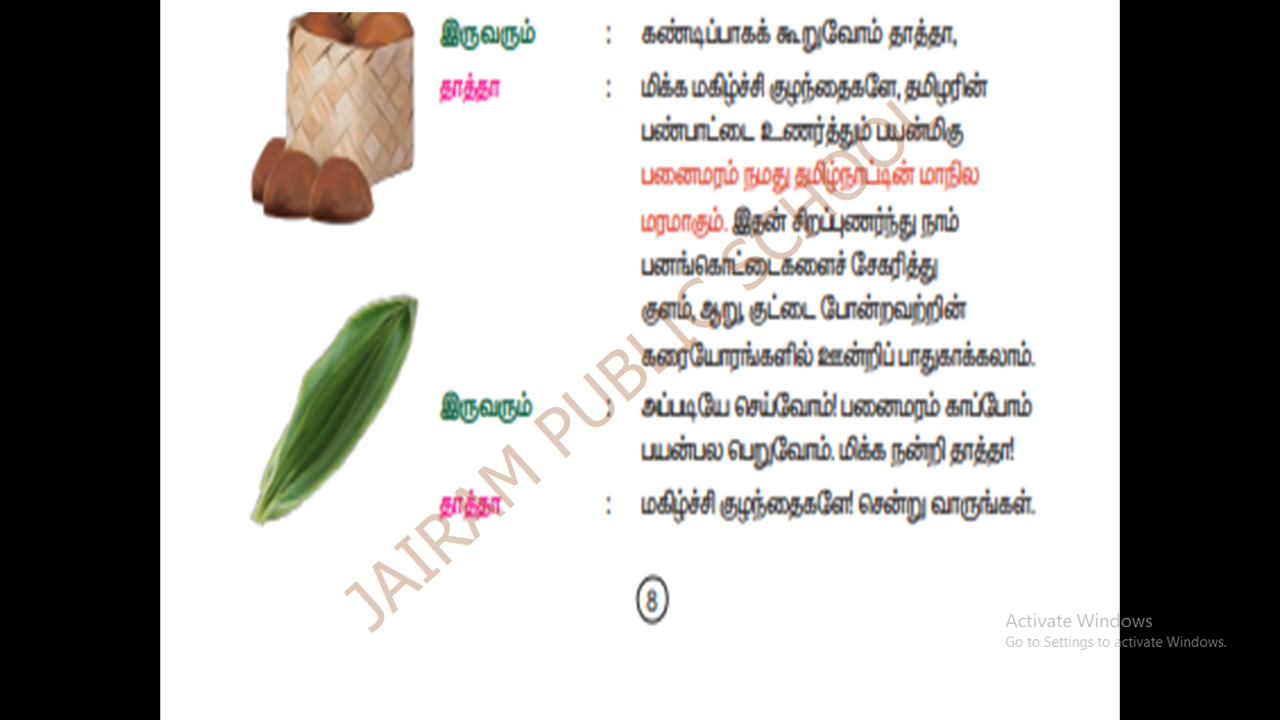 இருவரும் : கண்டிப்பாகக் கூறுவோம் தாத்தா,
தாத்தா : மிக்க மகிழ்ச்சி குழந்தைகளே, தமிழரின்
பண்பாட்டை உணர்த்தும் பயன்மிகு
பனைமரம் நமது தமிழ்நாட்டின் மாநில
மரமாகும். இதன் சிறப்புணர்ந்து நாம்
பனங்கொட்டைகளைச் சேகரித்து
குளம், ஆறு, குட்டை போன்றவற்றின்
கரையோரங்களில் ஊன்றிப் பாதுகாக்கலாம்.
இருவரும் : அப்படியே செய்வோம்! பனைமரம் காப்போம்
பயன்பல பெறுவோம். மிக்க நன்றி தாத்தா!
தாத்தா : மகிழ்ச்சி குழந்தைகளே! சென்று வாருங்கள்.
JAIRAM PUBLIC SCHOOL
8
Activate Windows
Go to Settings to activate Windows.